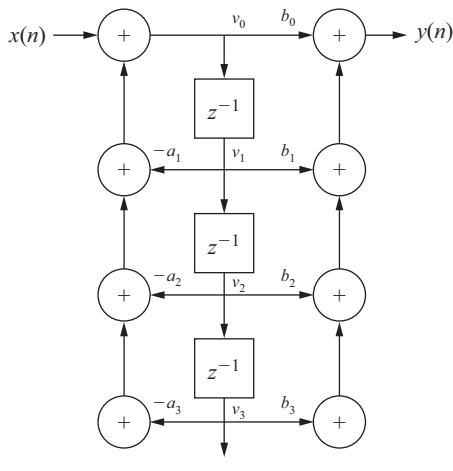 x(n) + v₀ b₀ + y(n)
z⁻¹
+ −a₁ v₁ b₁ +
z⁻¹
+ −a₂ v₂ b₂ +
z⁻¹
+ −a₃ v₃ b₃ +